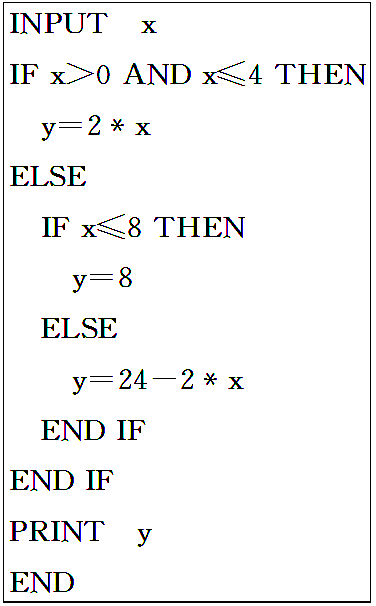 INPUT x
IF x>0 AND x≤4 THEN
y=2*x
ELSE
IF x≤8 THEN
y=8
ELSE
y=24-2*x
END IF
END IF
PRINT y
END